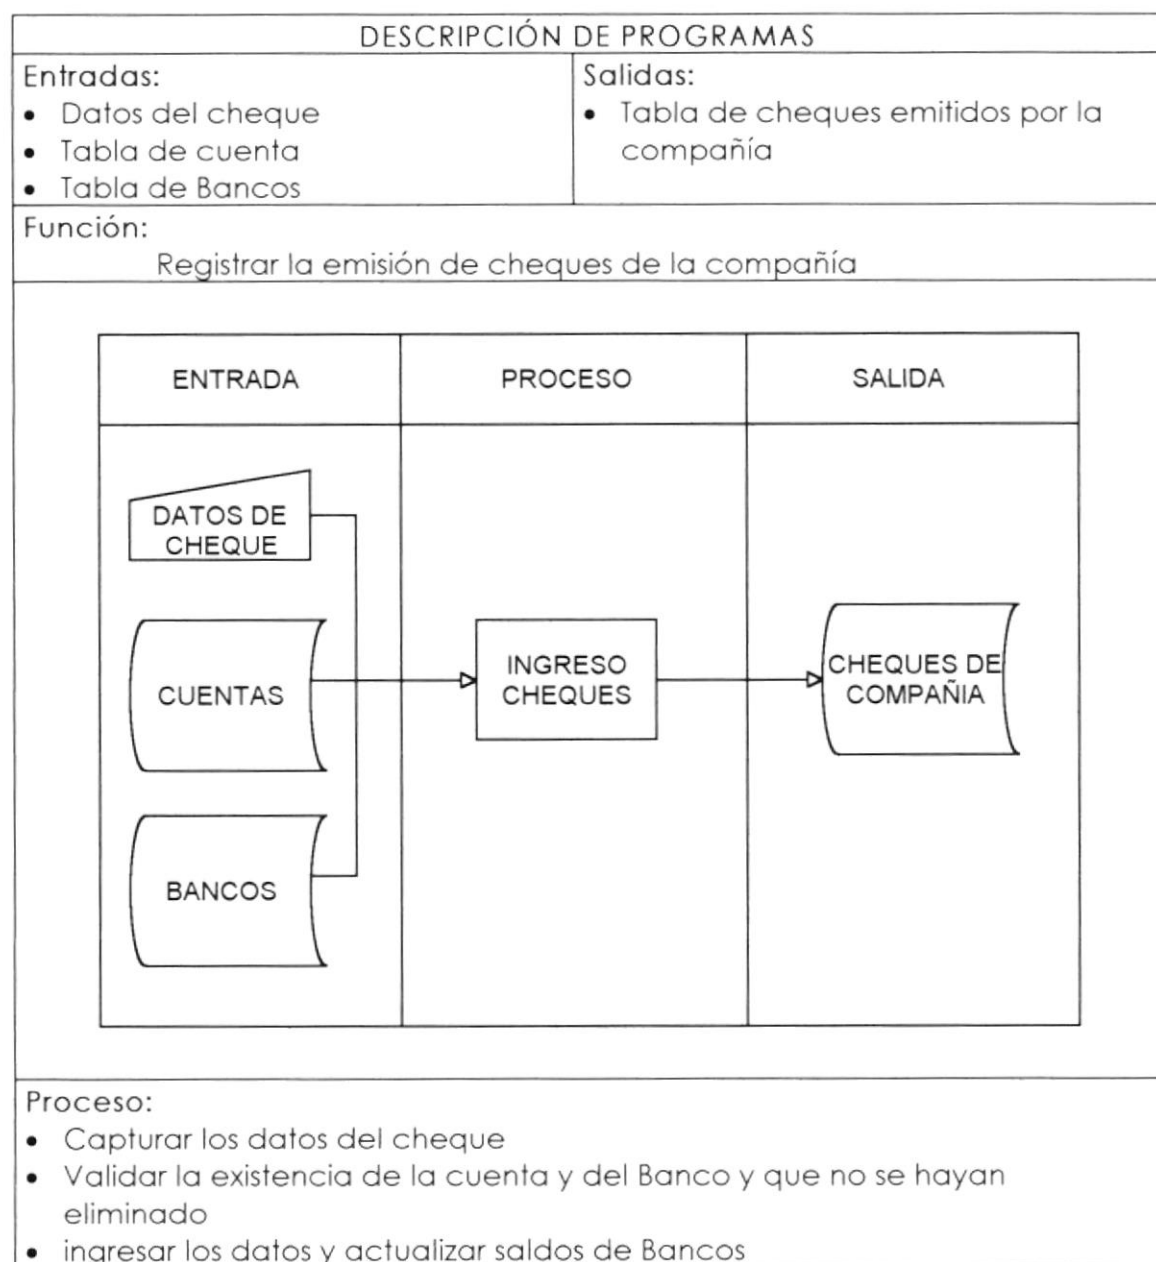 DESCRIPCIÓN DE PROGRAMAS
Entradas:
• Datos del cheque
• Tabla de cuenta
• Tabla de Bancos
Salidas:
• Tabla de cheques emitidos por la
compañía
Función:
Registrar la emisión de cheques de la compañía
ENTRADA
PROCESO
SALIDA
DATOS DE
CHEQUE
CUENTAS
BANCOS
INGRESO
CHEQUES
CHEQUES DE
COMPAÑIA
Proceso:
• Capturar los datos del cheque
• Validar la existencia de la cuenta y del Banco y que no se hayan
eliminado
• ingresar los datos y actualizar saldos de Bancos